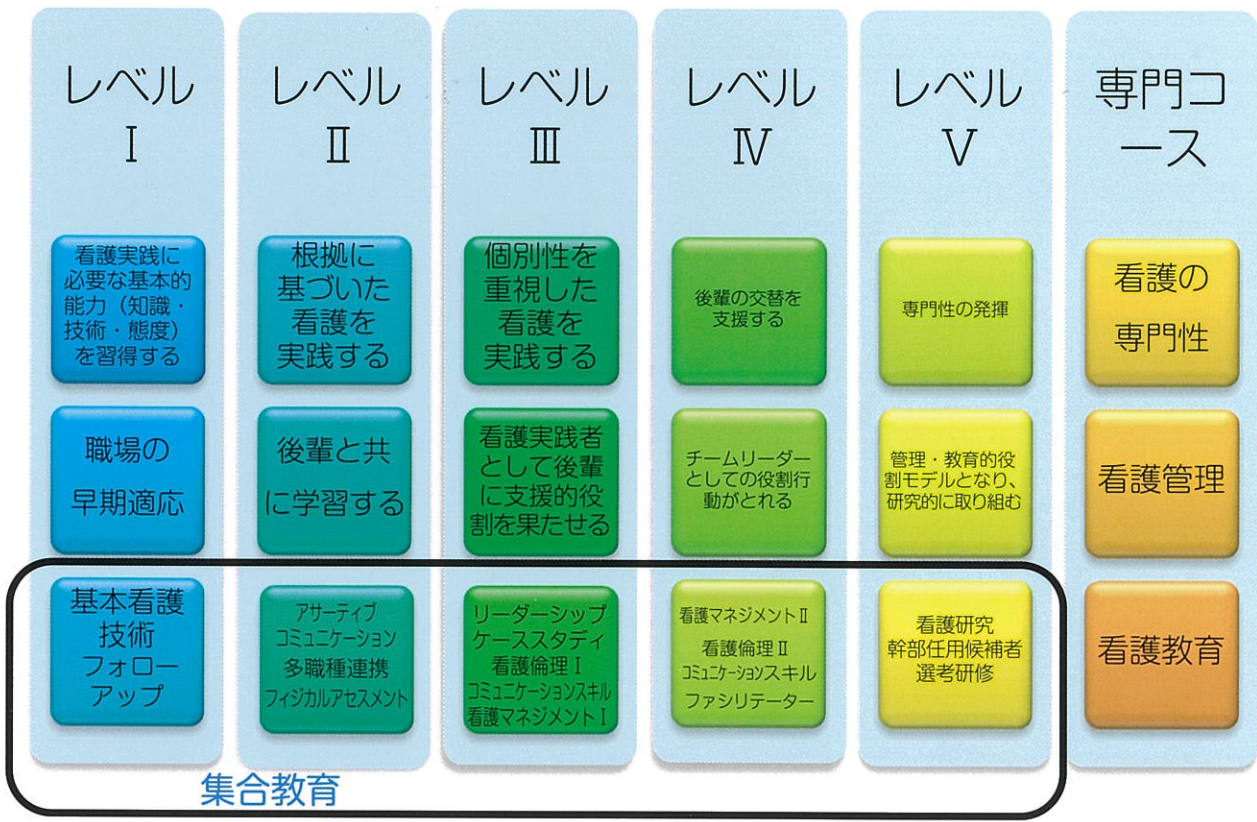 レベル
Ⅰ
レベル
Ⅱ
レベル
Ⅲ
レベル
Ⅳ
レベル
Ⅴ
専門コ
ース
看護実践に
必要な基本的
能力（知識・
技術・態度）
を習得する
根拠に
基づいた
看護を
実践する
個別性を
重視した
看護を
実践する
後輩の交替を
支援する
専門性の発揮
看護の
専門性
職場の
早期適応
後輩と共
に学習する
看護実践者
として後輩
に支援的役
割を果たせる
チームリーダー
としての役割行
動がとれる
管理・教育的役
割モデルとなり、
研究的に取り組む
看護管理
基本看護
技術
フォロー
アップ
アサーティブ
コミュニケーション
多職種連携
フィジカルアセスメント
リーダーシップ
ケーススタディ
看護倫理Ⅰ
コミュニケーションスキル
看護マネジメントⅠ
看護マネジメントⅡ
看護倫理Ⅱ
コミュニケーションスキル
ファシリテーター
看護研究
幹部任用候補者
選考研修
看護教育
集合教育